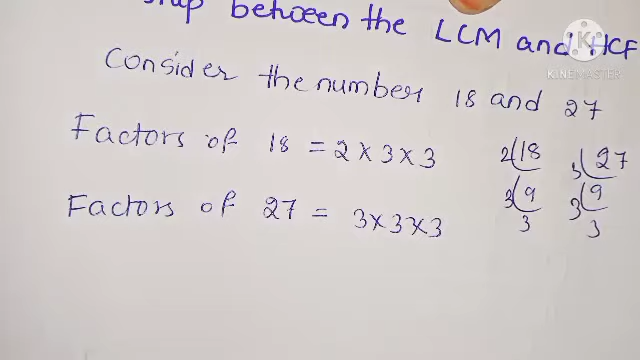 between the LCM and HCF
Consider the number 18 and 27
Factors of 18 = 2 × 3 × 3
2 18
3 9
3
3 27
3 9
3
Factors of 27 = 3 × 3 × 3
K
KINEMASTER